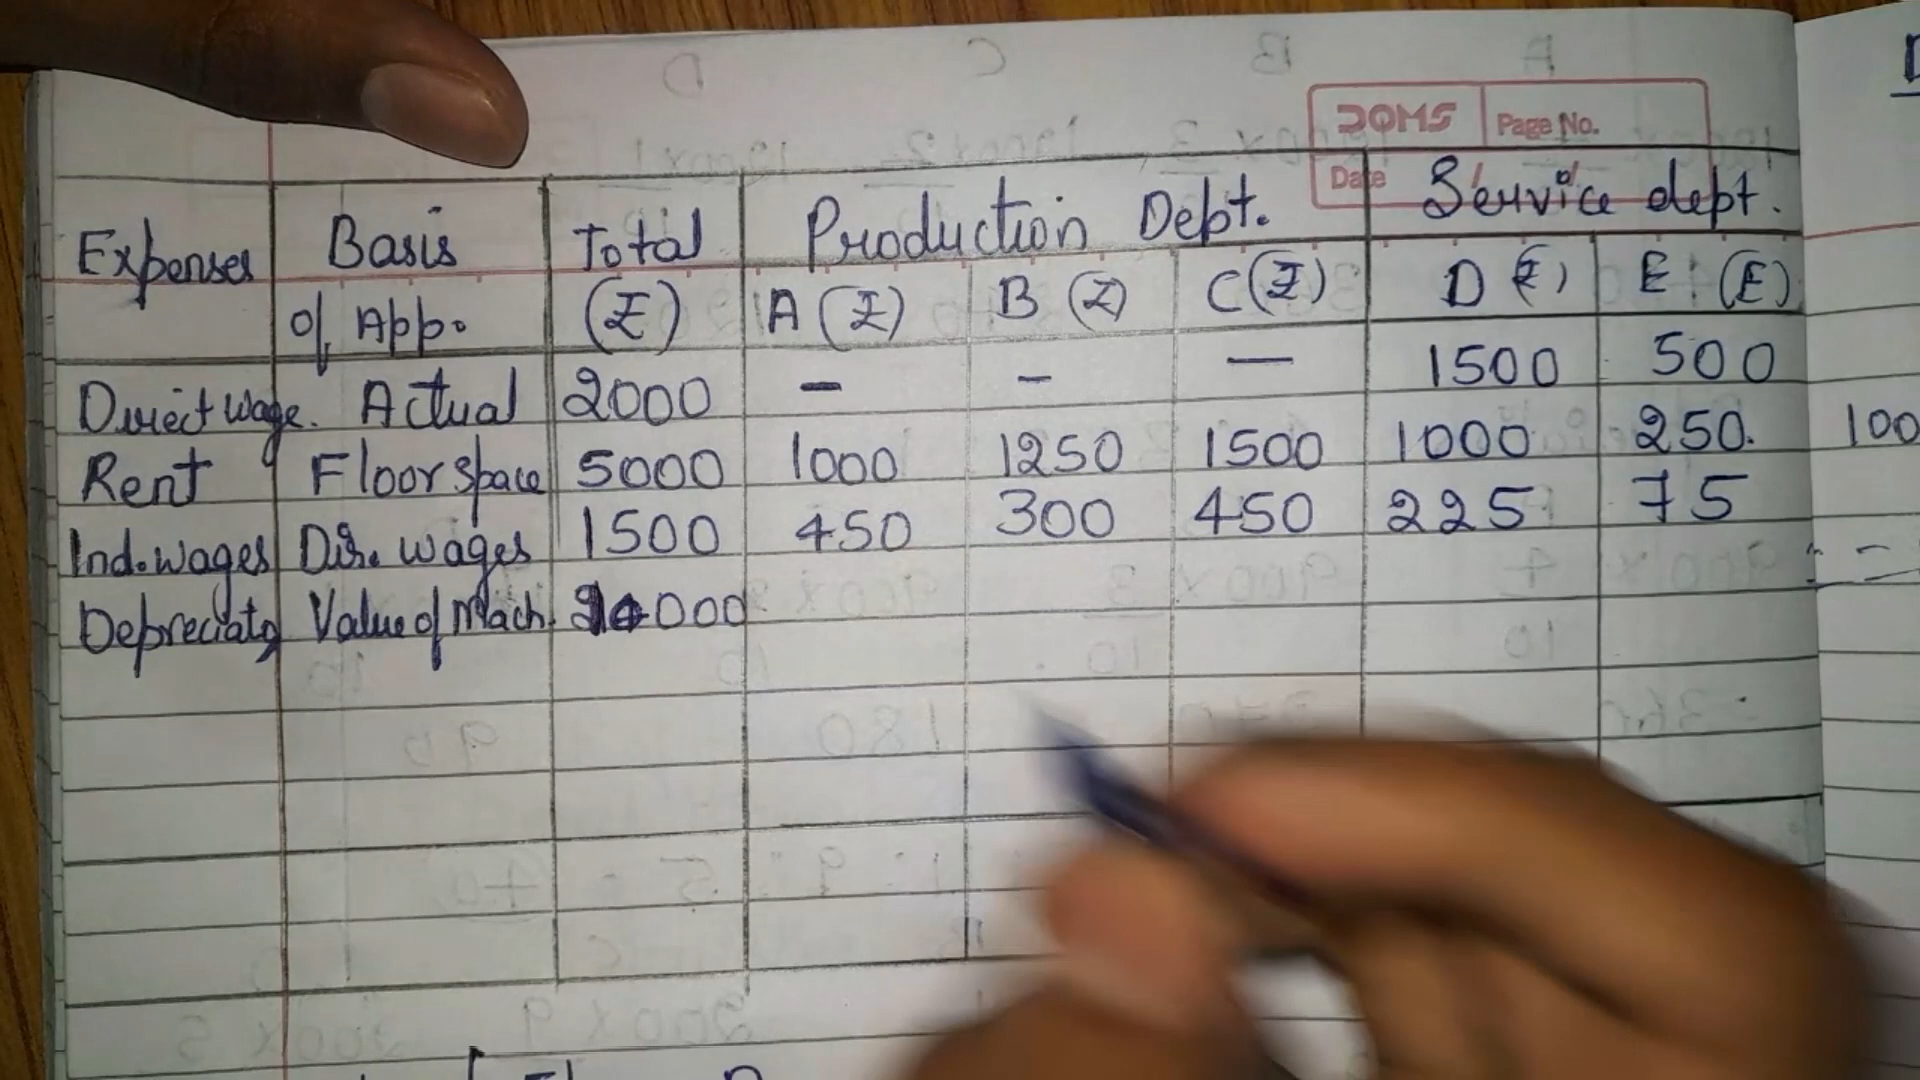 DOMS Page No.
Date
Expenses Basis of App. Total (₹) Production Dept. Service dept.
A (₹) B (₹) C (₹) D (₹) E (₹)
Direct wage. Actual 2000 - - - 1500 500
Rent Floor space 5000 1000 1250 1500 1000 250. 100
Ind. wages Dir. wages 1500 450 300 450 225 75
Value of Mach.